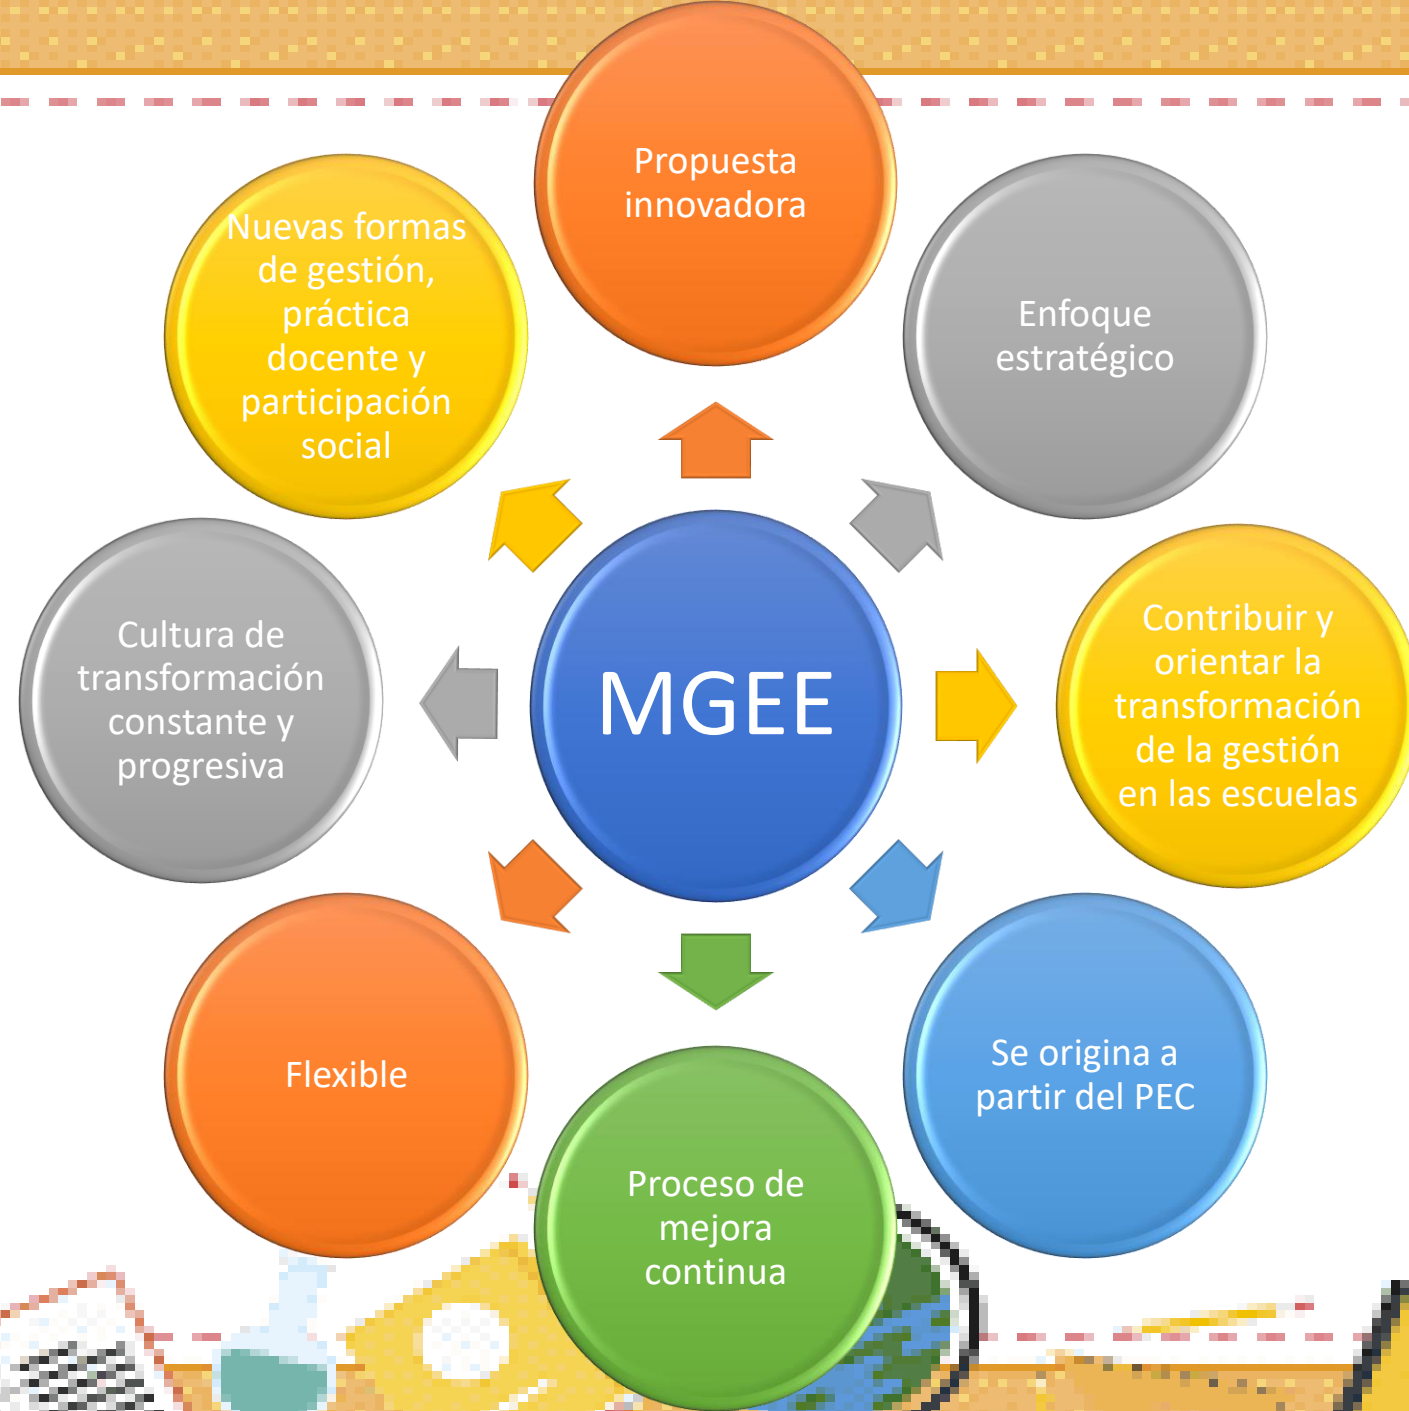 Propuesta
innovadora
Enfoque
estratégico
Contribuir y
orientar la
transformación
de la gestión
en las escuelas
Se origina a
partir del PEC
Proceso de
mejora
continua
Flexible
Cultura de
transformación
constante y
progresiva
Nuevas formas
de gestión,
práctica
docente y
participación
social
MGEE